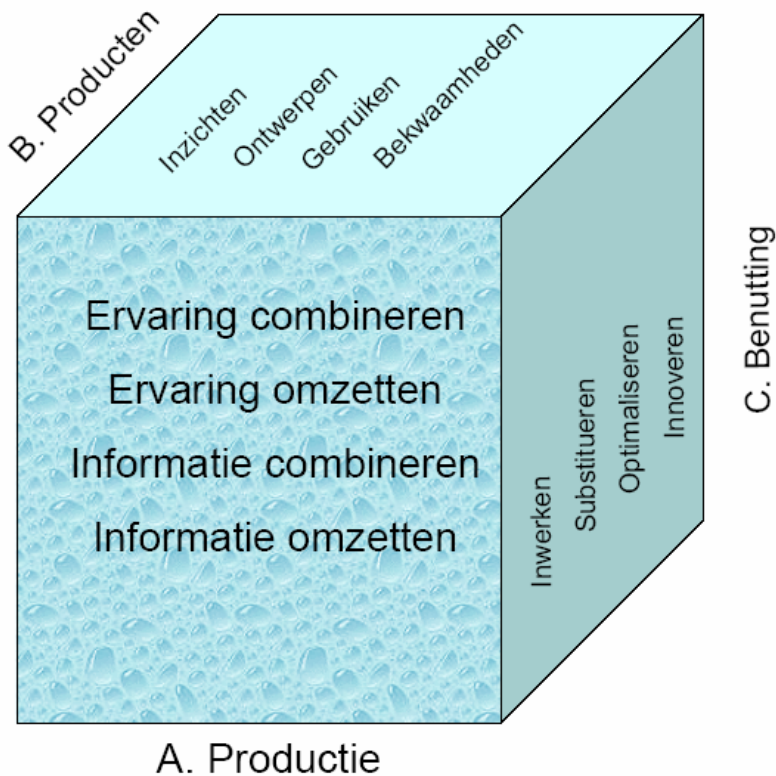 B. Producten
Inzichten
Ontwerpen
Gebruiken
Bekwaamheden
Ervaring combineren
Ervaring omzetten
Informatie combineren
Informatie omzetten
Inwerken
Substitueren
Optimaliseren
Innoveren
C. Benutting
A. Productie